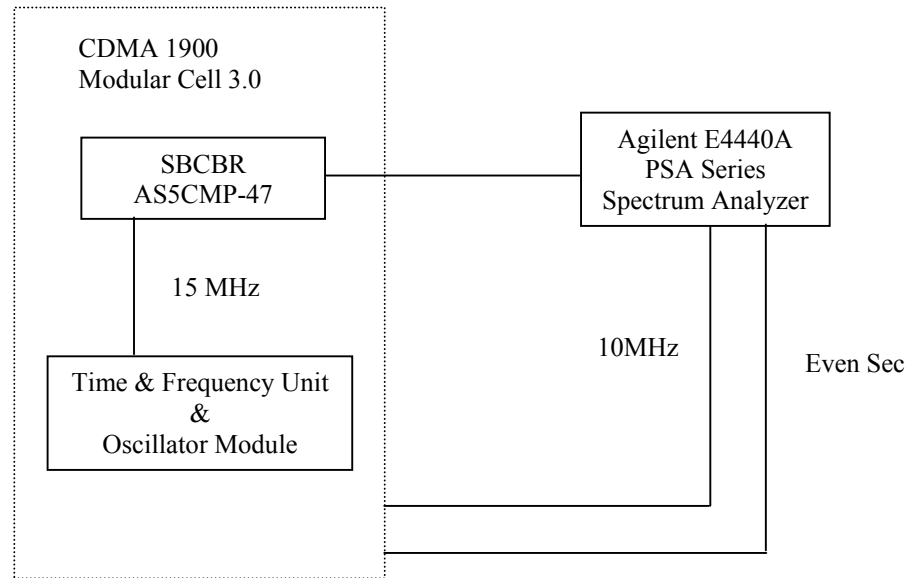 CDMA 1900
Modular Cell 3.0
SBCBR
AS5CMP-47
Agilent E4440A
PSA Series
Spectrum Analyzer
15 MHz
10MHz
Even Sec
Time & Frequency Unit
&
Oscillator Module